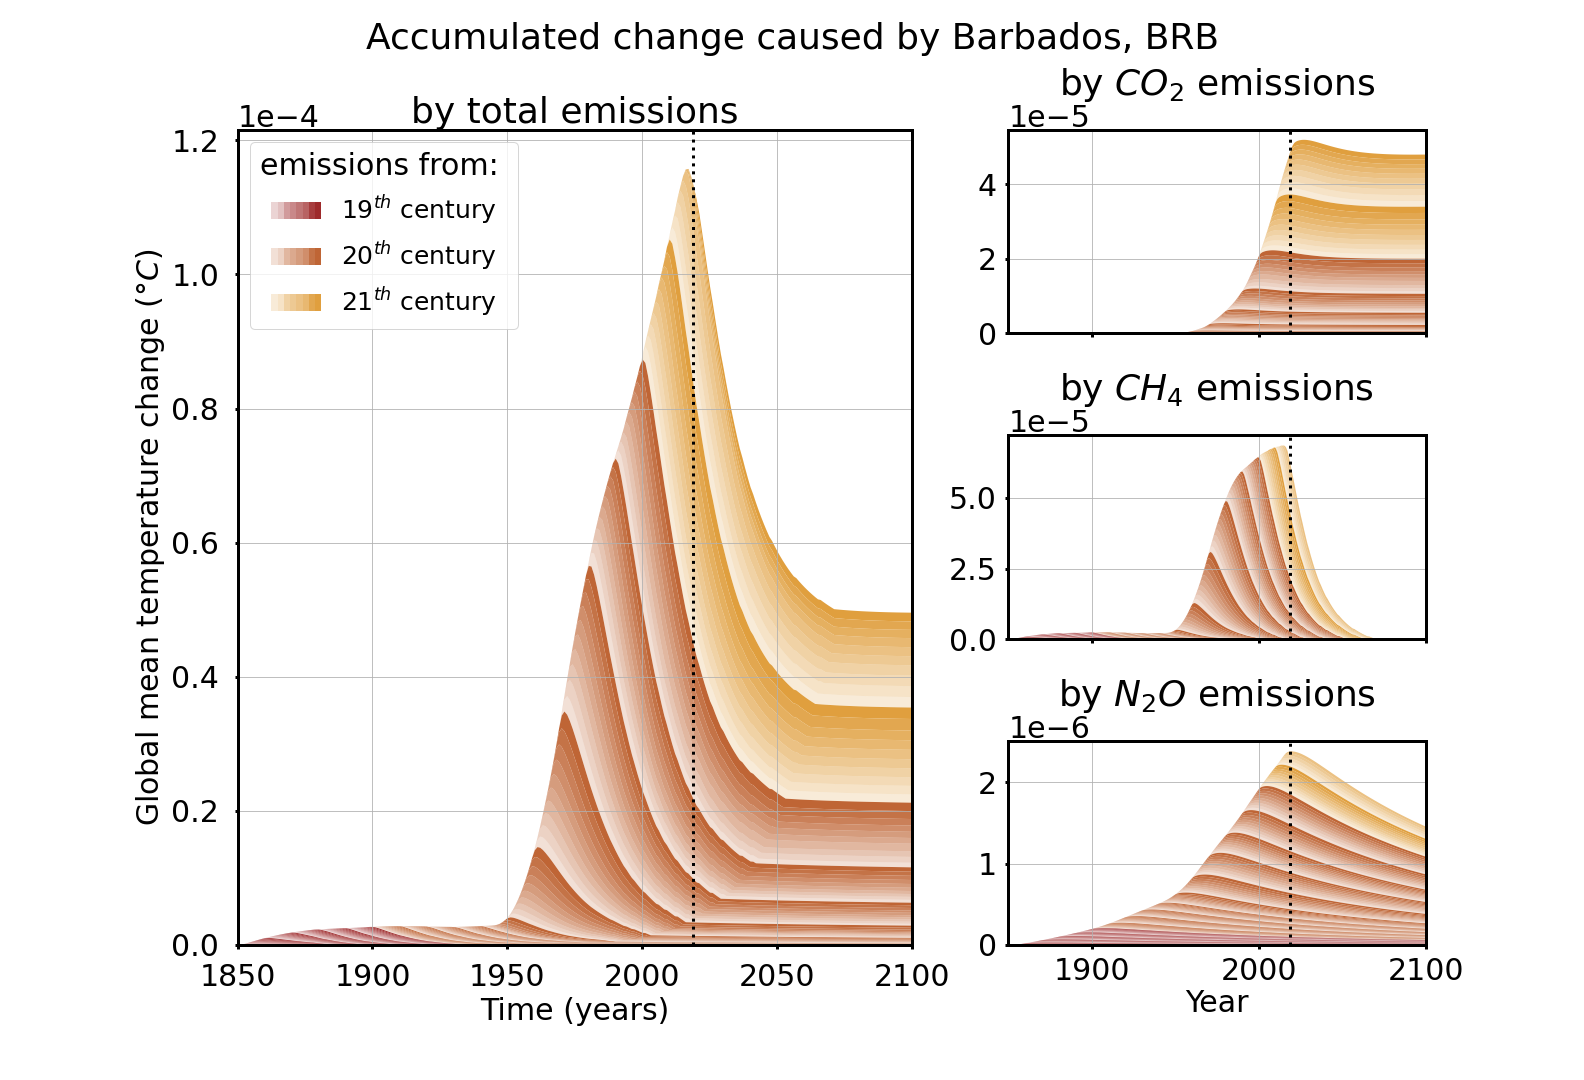 Accumulated change caused by Barbados, BRB
by total emissions
1e−4
1.2
1.0
0.8
0.6
0.4
0.2
0.0
Global mean temperature change (°C)
emissions from:
19th century
20th century
21th century
1850 1900 1950 2000 2050 2100
Time (years)
by CO2 emissions
1e−5
4
2
0
by CH4 emissions
1e−5
5.0
2.5
0.0
by N2O emissions
1e−6
2
1
0
1900 2000 2100
Year